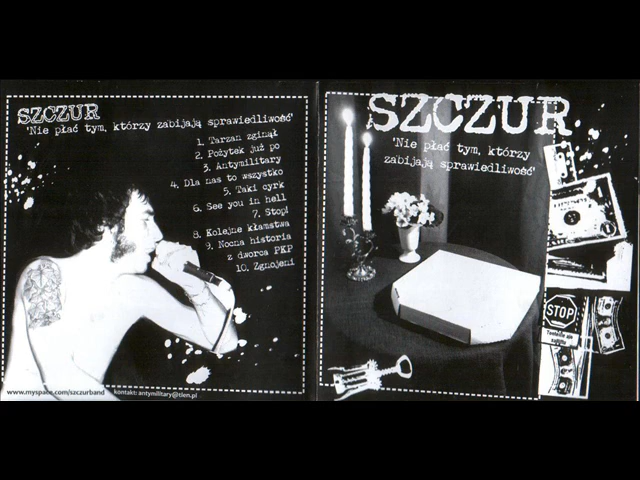 SZCZUR
'Nie płać tym, którzy zabijają sprawiedliwość'
1. Tarzan zginął
2. Pożytek już po
3. Antymilitary
4. Dla nas to wszystko
5. Taki cyrk
6. See you in hell
7. Stop!
8. Kolejne kłamstwa
9. Nocna historia
z dworca PKP
10. Zgnojeni
www.myspace.com/szczurband kontakt: antymilitary@tlen.pl
SZCZUR
'Nie płać tym, którzy
zabijają sprawiedliwość'
STOP